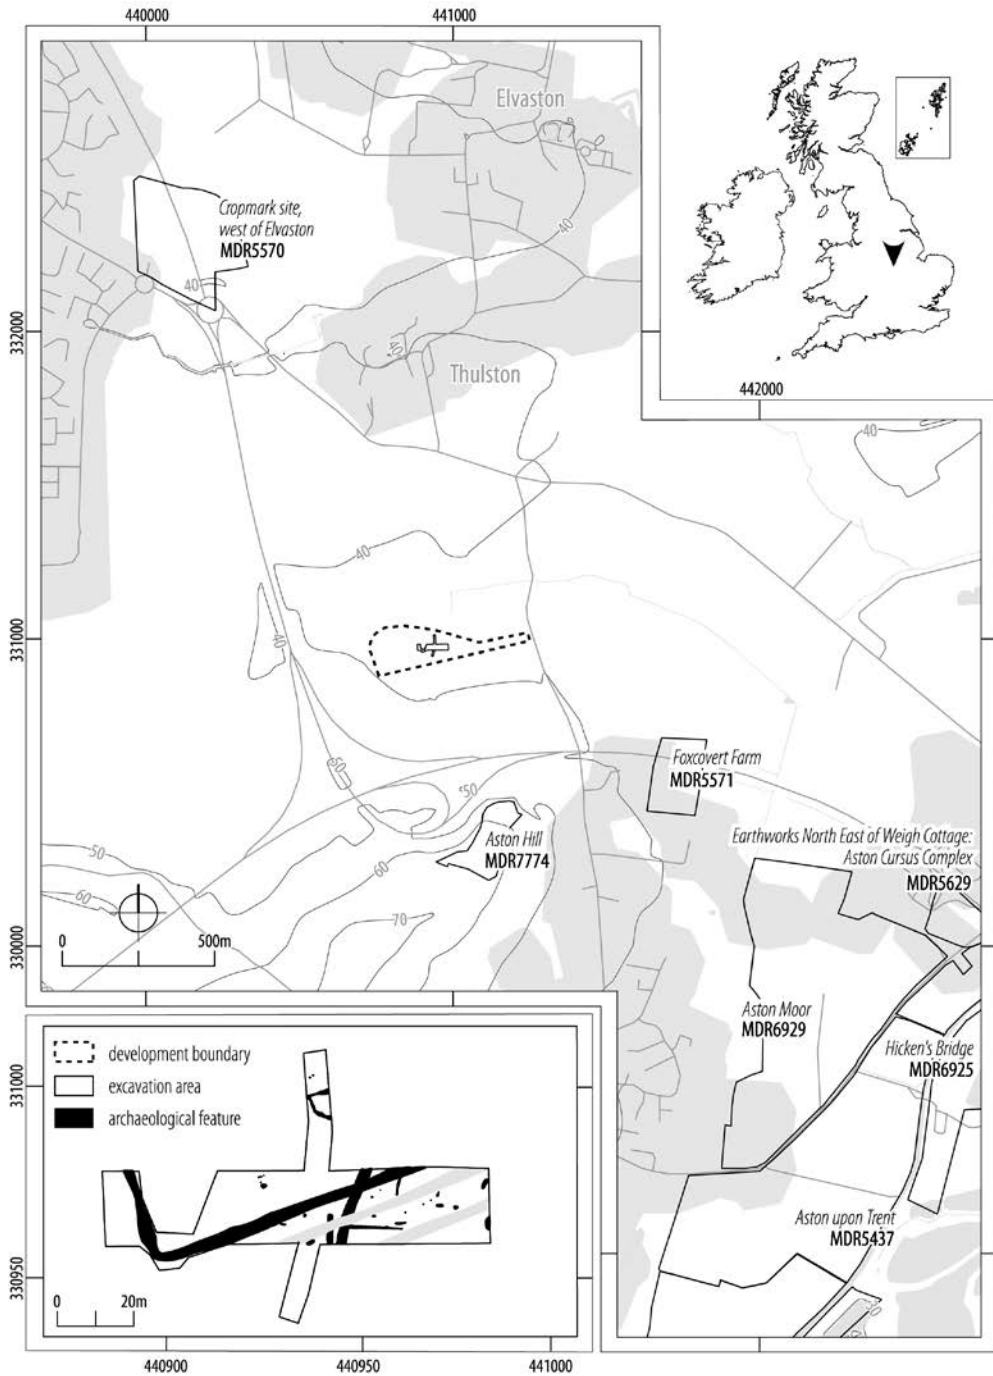 440000
441000
Elvaston
Cropmark site,
west of Elvaston
MDR5570
40
40
40
332000
Thulston
442000
40
40
331000
40
50
Foxcovert Farm
MDR5571
50
Earthworks North East of Weigh Cottage:
Aston Cursus Complex
MDR5629
Aston Hill
MDR7774
50
60
60
70
0
500m
330000
Aston Moor
MDR6929
Hicken's Bridge
MDR6925
development boundary
excavation area
archaeological feature
331000
Aston upon Trent
MDR5437
330950
0
20m
440900
440950
441000